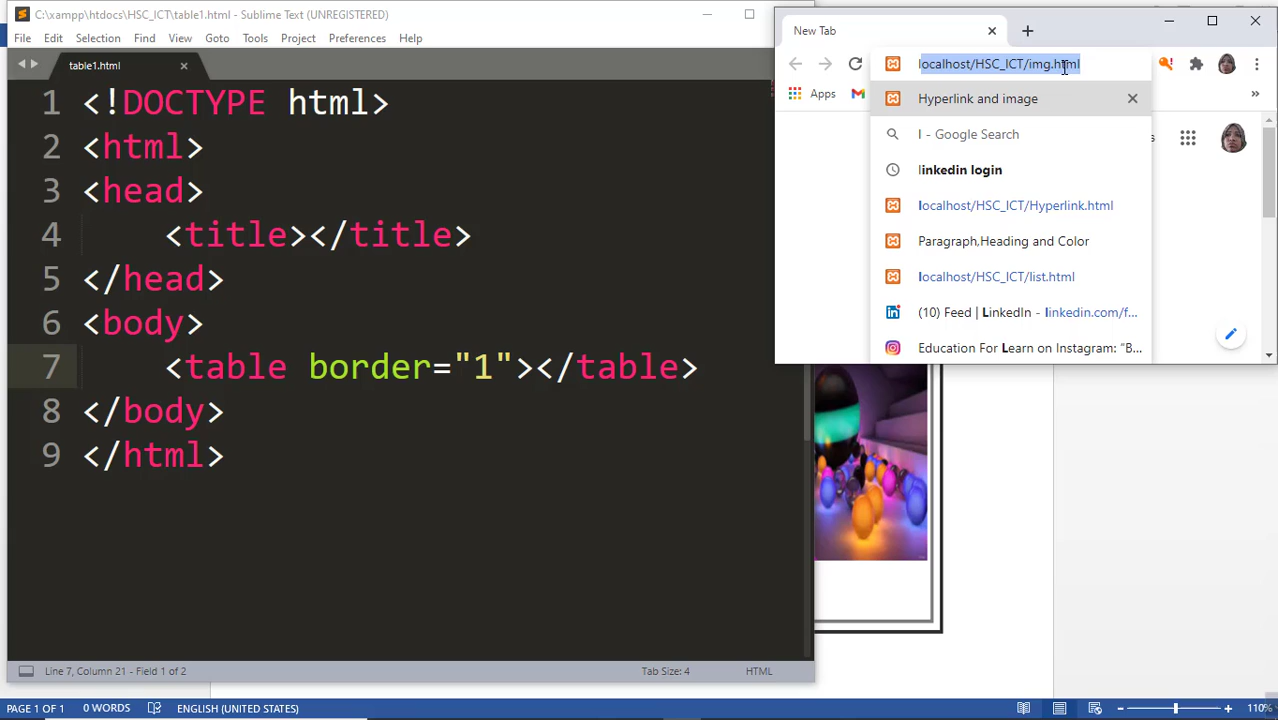 C:\xampp\htdocs\HSC_ICT\table1.html - Sublime Text (UNREGISTERED)
File Edit Selection Find View Goto Tools Project Preferences Help
table1.html
1 <!DOCTYPE html>
2 <html>
3 <head>
4 <title></title>
5 </head>
6 <body>
7 <table border="1"></table>
8 </body>
9 </html>
Line 7, Column 21 - Field 1 of 2
Tab Size: 4
HTML
New Tab
localhost/HSC_ICT/img.html
Apps
Hyperlink and image
l - Google Search
linkedin login
localhost/HSC_ICT/Hyperlink.html
Paragraph,Heading and Color
localhost/HSC_ICT/list.html
(10) Feed | LinkedIn - linkedin.com/f...
Education For Learn on Instagram: “B...
PAGE 1 OF 1 0 WORDS ENGLISH (UNITED STATES) 110%